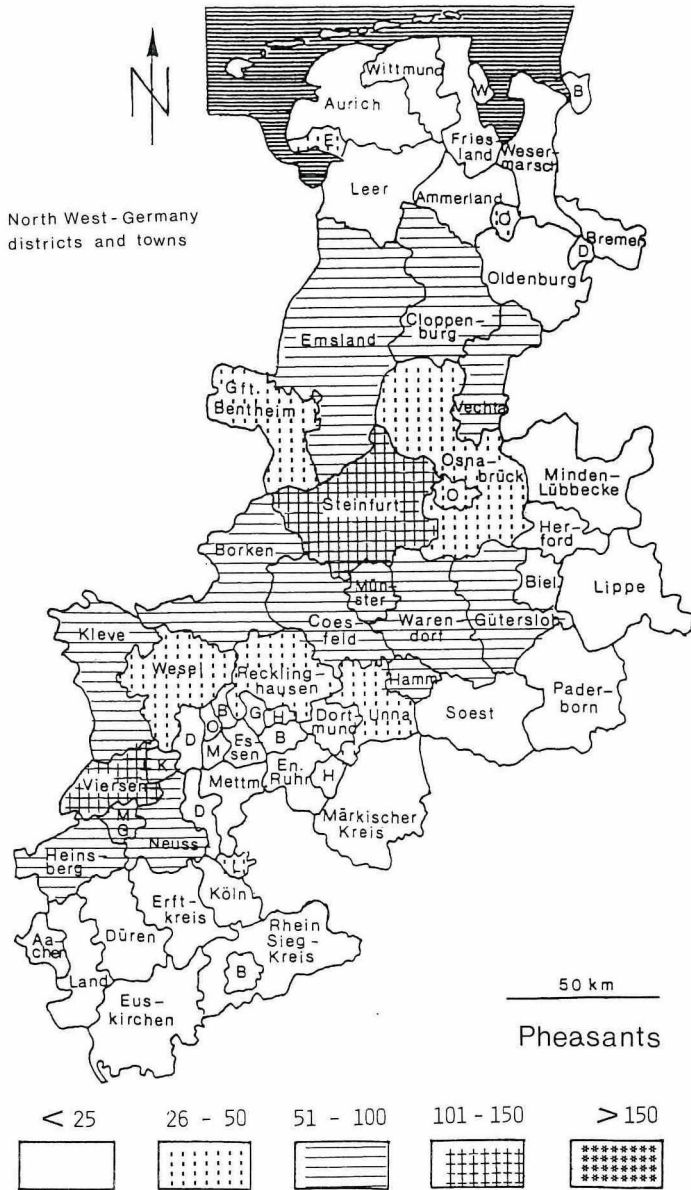 N
Wittmund
Aurich
W
B
E
Fries-
land
Weser-
marsch
Leer
Ammerland
North West-Germany
districts and towns
O
Bremen
D
Oldenburg
Cloppen-
burg
Emsland
Gft.
Bentheim
Vechta
Osna-
brück
O
Minden-
Lübbecke
Steinfurt
Her-
ford
Borken
Biel.
Lippe
Mün-
ster
Kleve
Coes-
feld
Waren-
dorf
Gütersloh
Wesel
Reckling-
hausen
Hamm
Pader-
born
B
G
H
Dort-
mund
Unna
Soest
O
D
M
Es-
sen
B
K
Viersen
Mettm.
En.
Ruhr
H
M
G
D
Märkischer
Kreis
Neuss
Heins-
berg
L
Köln
Erft-
kreis
Rhein
Sieg-
Kreis
Aa-
chen
Düren
B
Land
Eus-
kirchen
50 km
Pheasants
< 25 26 - 50 51 - 100 101 - 150 > 150